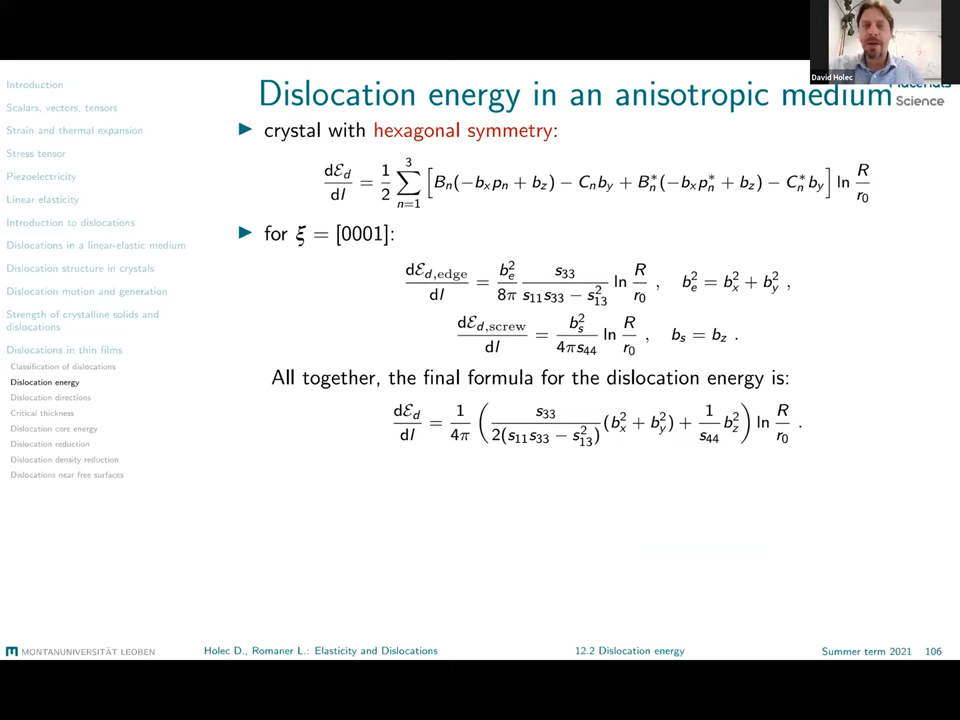 David Holec
Materials
Science
Dislocation energy in an anisotropic medium
Introduction
Scalars, vectors, tensors
Strain and thermal expansion
Stress tensor
Piezoelectricity
Linear elasticity
Introduction to dislocations
Dislocations in a linear-elastic medium
Dislocation structure in crystals
Dislocation motion and generation
Strength of crystalline solids and
dislocations
Dislocations in thin films
Classification of dislocations
Dislocation energy
Dislocation directions
Critical thickness
Dislocation core energy
Dislocation reduction
Dislocation density reduction
Dislocations near free surfaces
▶ crystal with hexagonal symmetry:
dℰ_d/dl = 1/2 ∑_{n=1}^{3} [B_n(−b_x p_n + b_z) − C_n b_y + B_n^*(−b_x p_n^* + b_z) − C_n^* b_y] ln R/r_0
▶ for ξ = [0001]:
dℰ_{d,edge}/dl = b_e^2/8π s_33/(s_11 s_33 − s_13^2) ln R/r_0 , b_e^2 = b_x^2 + b_y^2 ,
dℰ_{d,screw}/dl = b_s^2/4πs_44 ln R/r_0 , b_s = b_z .
All together, the final formula for the dislocation energy is:
dℰ_d/dl = 1/4π (s_33/2(s_11 s_33 − s_13^2) (b_x^2 + b_y^2) + 1/s_44 b_z^2) ln R/r_0 .
MONTANUNIVERSITÄT LEOBEN
Holec D., Romaner L.: Elasticity and Dislocations
12.2 Dislocation energy
Summer term 2021 106